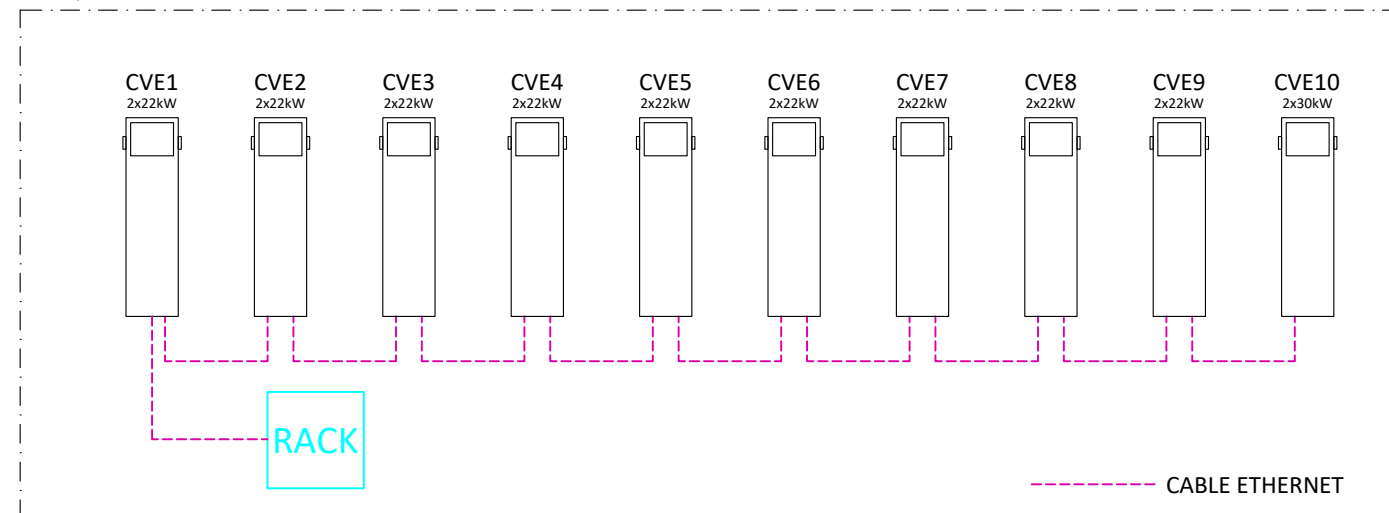 CVE1 CVE2 CVE3 CVE4 CVE5 CVE6 CVE7 CVE8 CVE9 CVE10
2x22kW 2x22kW 2x22kW 2x22kW 2x22kW 2x22kW 2x22kW 2x22kW 2x22kW 2x30kW
RACK
CABLE ETHERNET